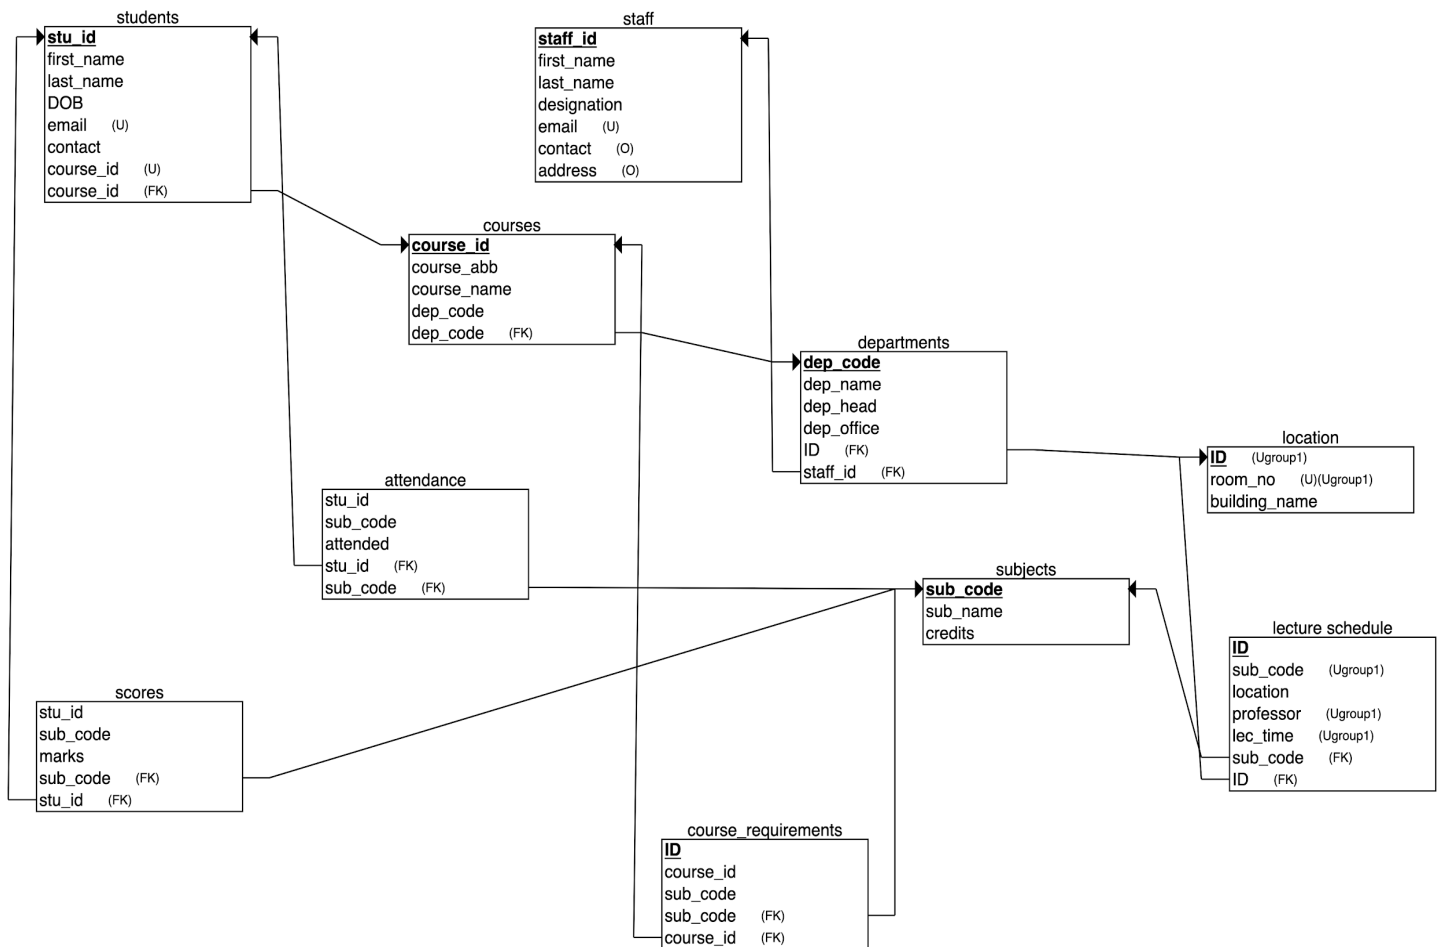 students
stu_id
first_name
last_name
DOB
email (U)
contact
course_id (U)
course_id (FK)
staff
staff_id
first_name
last_name
designation
email (U)
contact (O)
address (O)
courses
course_id
course_abb
course_name
dep_code
dep_code (FK)
departments
dep_code
dep_name
dep_head
dep_office
ID (FK)
staff_id (FK)
location
ID (Ugroup1)
room_no (U)(Ugroup1)
building_name
attendance
stu_id
sub_code
attended
stu_id (FK)
sub_code (FK)
subjects
sub_code
sub_name
credits
lecture schedule
ID
sub_code (Ugroup1)
location
professor (Ugroup1)
lec_time (Ugroup1)
sub_code (FK)
ID (FK)
scores
stu_id
sub_code
marks
sub_code (FK)
stu_id (FK)
course_requirements
ID
course_id
sub_code
sub_code (FK)
course_id (FK)